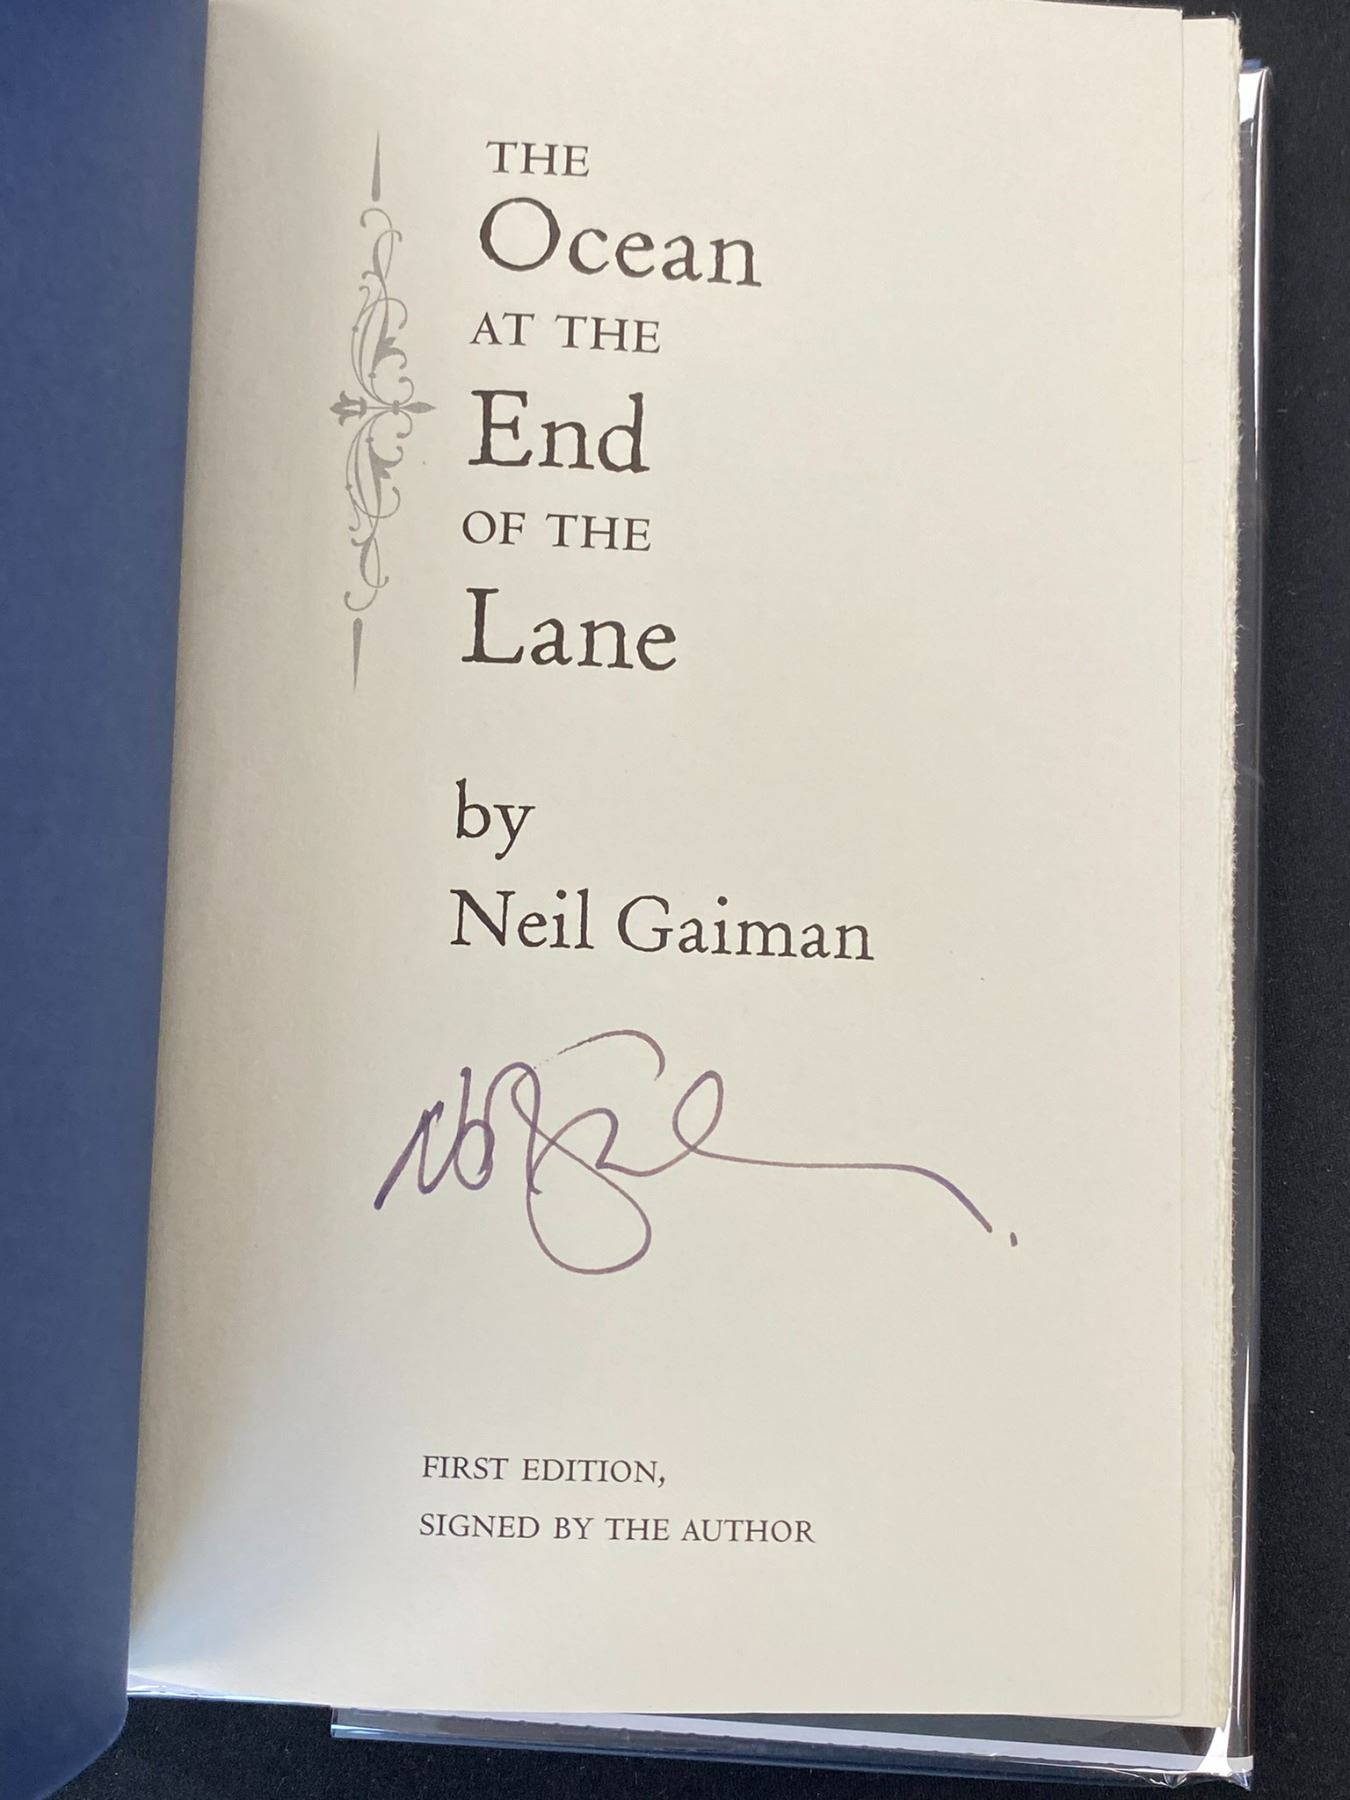 THE
Ocean
AT THE
End
OF THE
Lane
by
Neil Gaiman
FIRST EDITION,
SIGNED BY THE AUTHOR